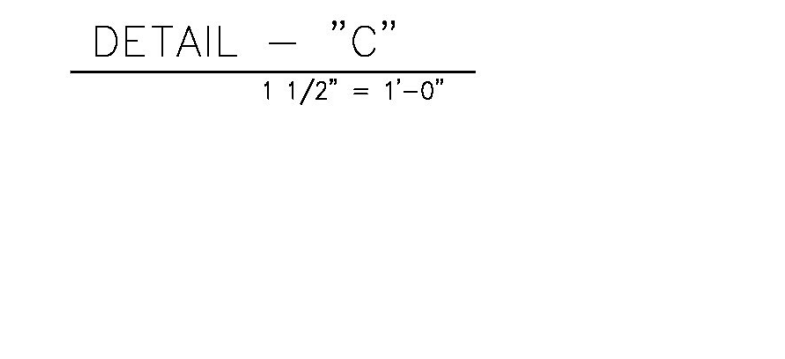 DETAIL - "C"
1 1/2" = 1'-0"